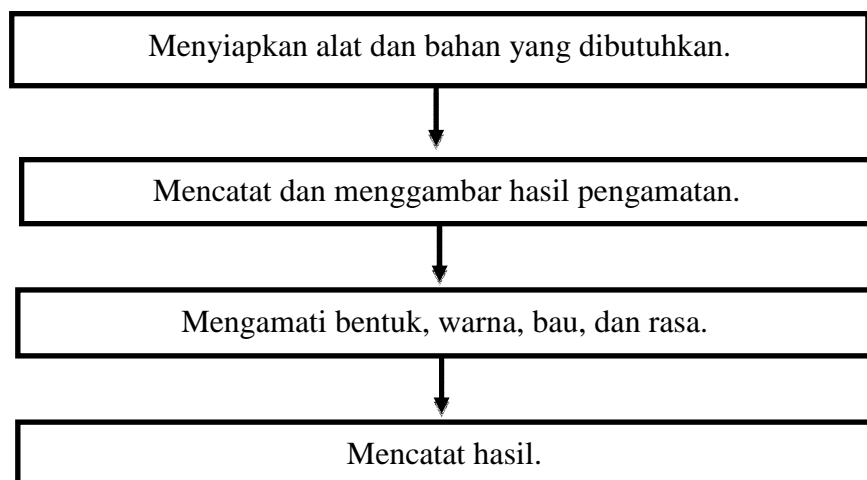 Menyiapkan alat dan bahan yang dibutuhkan.
Mencatat dan menggambar hasil pengamatan.
Mengamati bentuk, warna, bau, dan rasa.
Mencatat hasil.